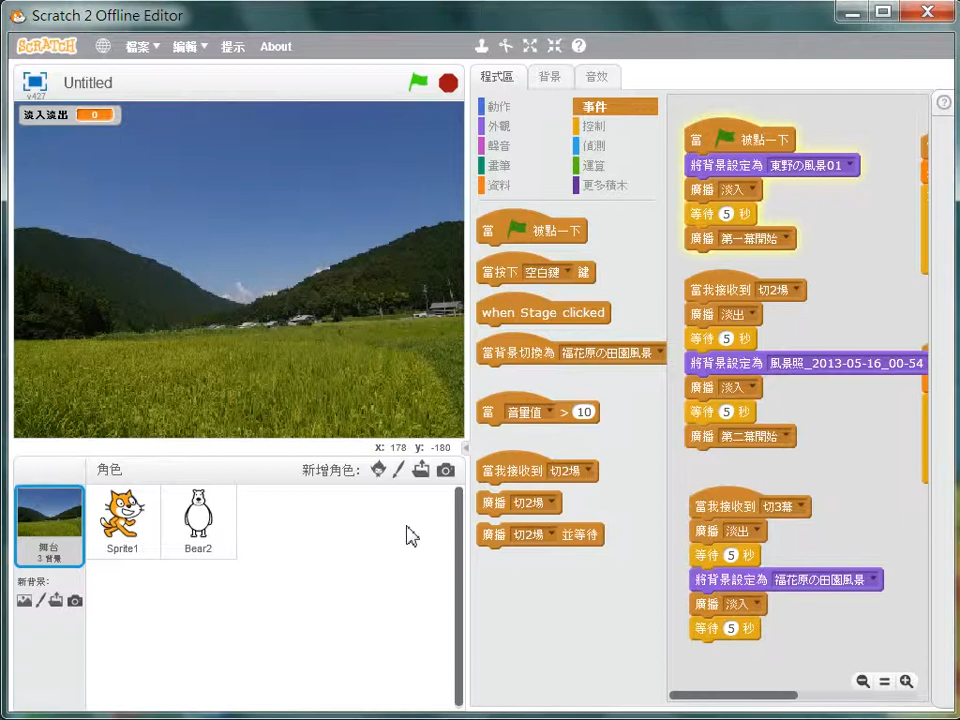 Scratch 2 Offline Editor
SCRATCH 檔案 編輯 提示 About
v427 Untitled
淡入淡出 0
X: 178 y: -180
角色 新增角色:
舞台
3 背景
Sprite1
Bear2
新背景:
程式區 背景 音效
動作 事件
外觀 控制
聲音 偵測
畫筆 運算
資料 更多積木
當 被點一下
當按下 空白鍵 鍵
when Stage clicked
當背景切換為 福花原の田園風景
當 音量值 > 10
當我接收到 切2場
廣播 切2場
廣播 切2場 並等待
當 被點一下
將背景設定為 東野の風景01
廣播 淡入
等待 5 秒
廣播 第一幕開始
當我接收到 切2場
廣播 淡出
等待 5 秒
將背景設定為 風景照_2013-05-16_00-54
廣播 淡入
等待 5 秒
廣播 第二幕開始
當我接收到 切3幕
廣播 淡出
等待 5 秒
將背景設定為 福花原の田園風景
廣播 淡入
等待 5 秒